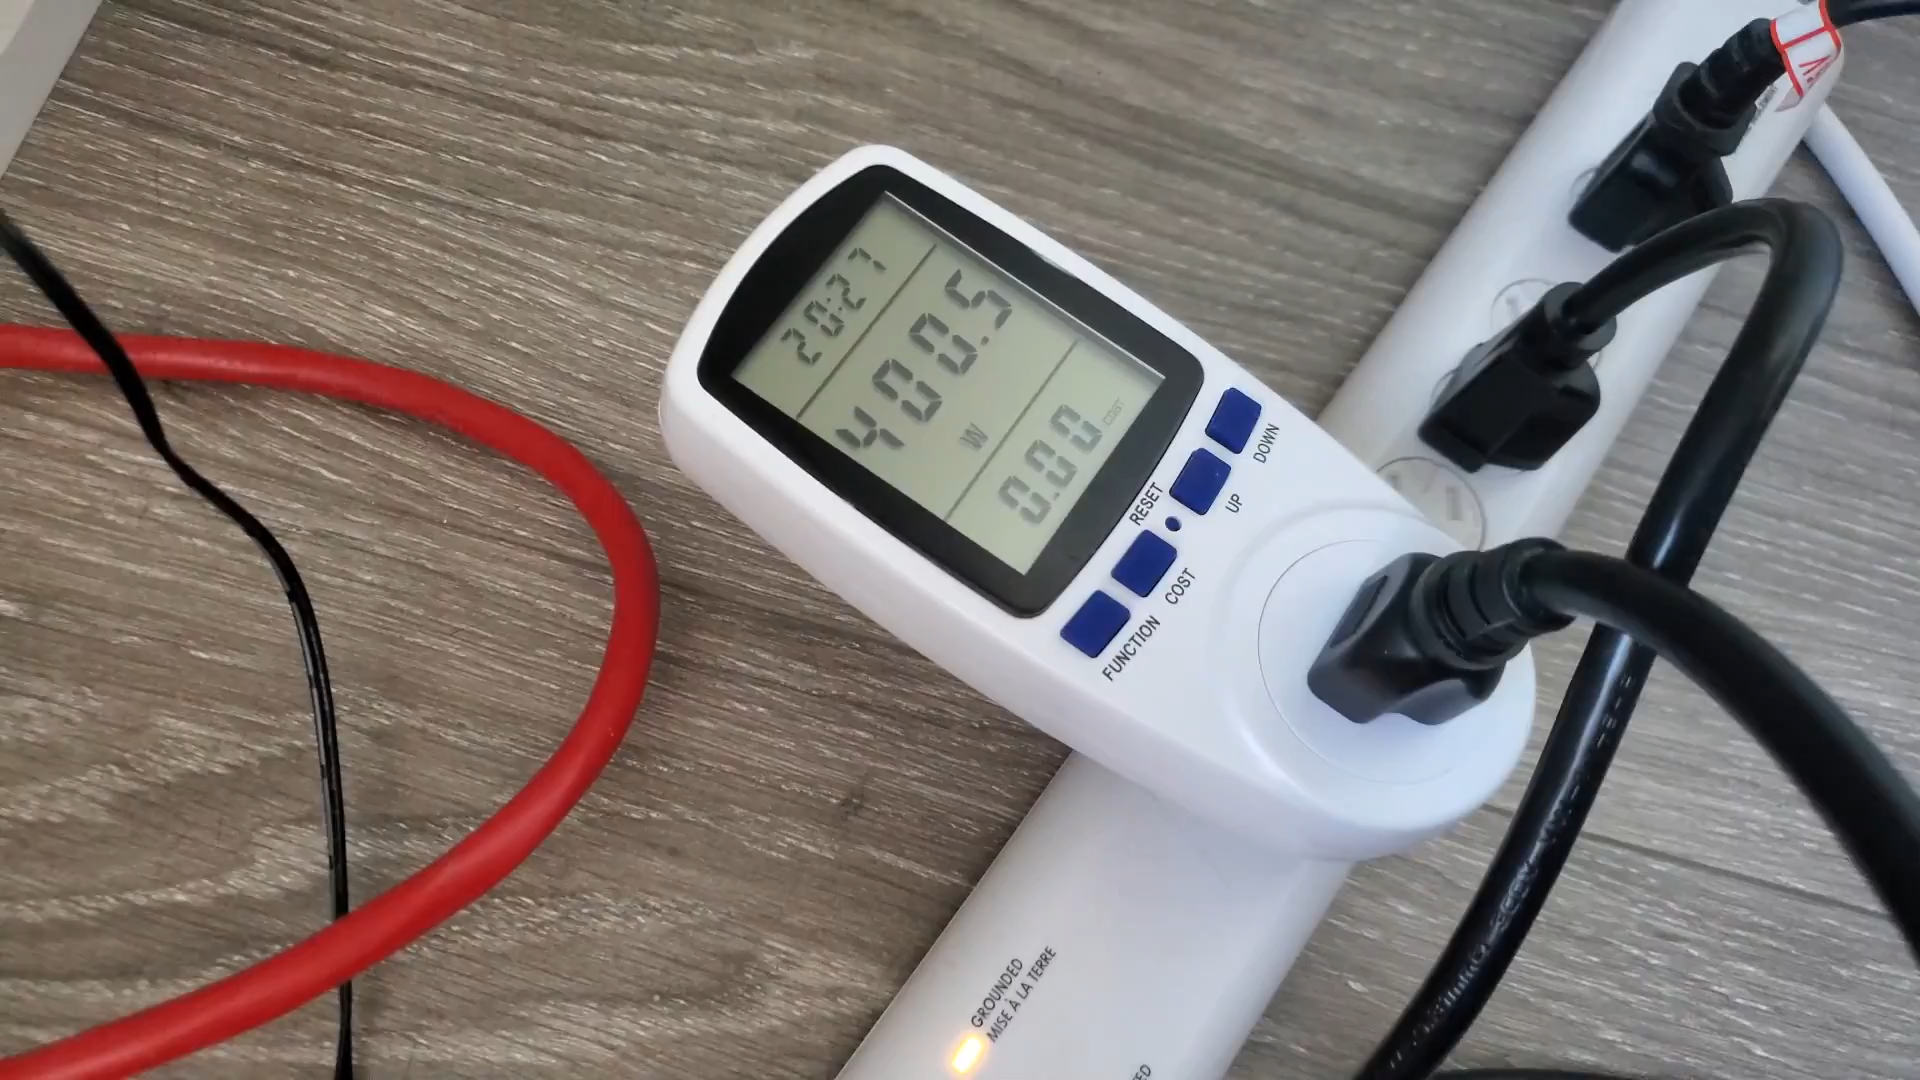 20:27
400.5
W
0.00
COST
RESET
DOWN
UP
COST
FUNCTION
GROUNDED
MISE À LA TERRE